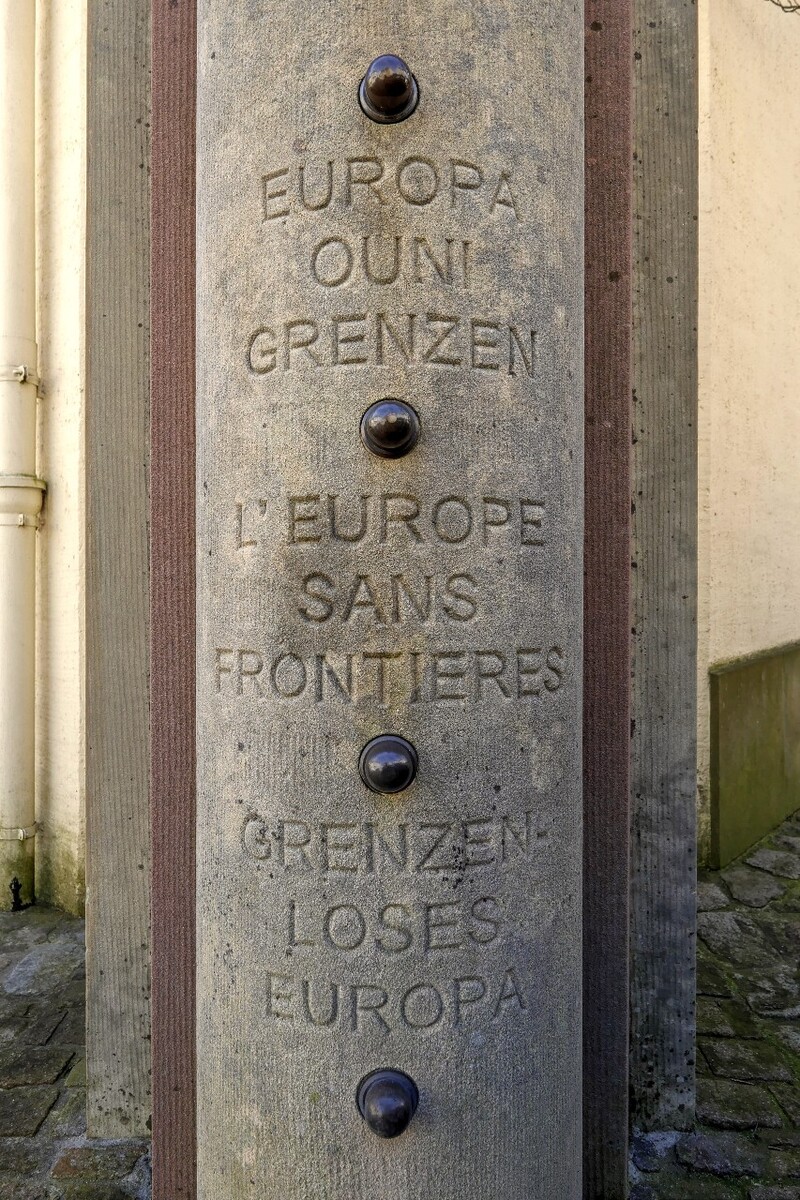 EUROPA
OUNI
GRENZEN
L'EUROPE
SANS
FRONTIERES
GRENZEN-
LOSES
EUROPA